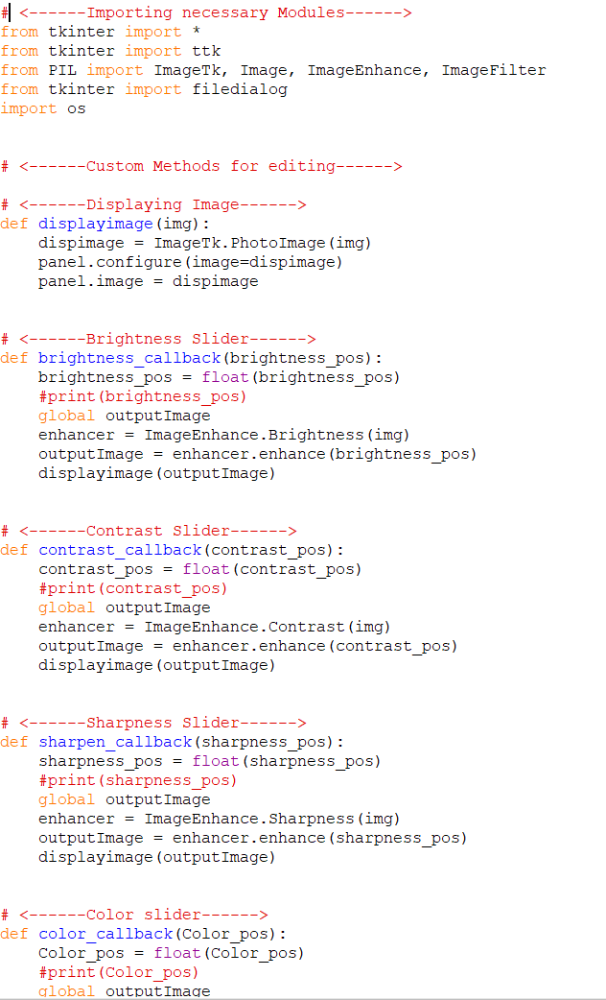 # <------Importing necessary Modules------>
from tkinter import *
from tkinter import ttk
from PIL import ImageTk, Image, ImageEnhance, ImageFilter
from tkinter import filedialog
import os
# <------Custom Methods for editing------>
# <------Displaying Image------>
def displayimage(img):
    dispimage = ImageTk.PhotoImage(img)
    panel.configure(image=dispimage)
    panel.image = dispimage
# <------Brightness Slider------>
def brightness_callback(brightness_pos):
    brightness_pos = float(brightness_pos)
    #print(brightness_pos)
    global outputImage
    enhancer = ImageEnhance.Brightness(img)
    outputImage = enhancer.enhance(brightness_pos)
    displayimage(outputImage)
# <------Contrast Slider------>
def contrast_callback(contrast_pos):
    contrast_pos = float(contrast_pos)
    #print(contrast_pos)
    global outputImage
    enhancer = ImageEnhance.Contrast(img)
    outputImage = enhancer.enhance(contrast_pos)
    displayimage(outputImage)
# <------Sharpness Slider------>
def sharpen_callback(sharpness_pos):
    sharpness_pos = float(sharpness_pos)
    #print(sharpness_pos)
    global outputImage
    enhancer = ImageEnhance.Sharpness(img)
    outputImage = enhancer.enhance(sharpness_pos)
    displayimage(outputImage)
# <------Color slider------>
def color_callback(Color_pos):
    Color_pos = float(Color_pos)
    #print(Color_pos)
    global outputImage